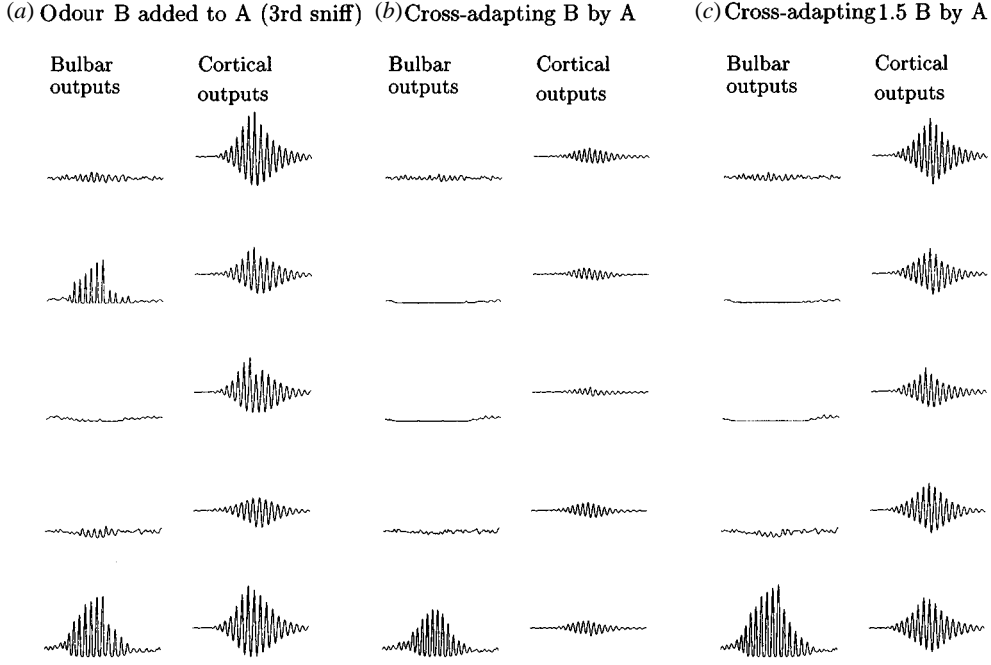 (a) Odour B added to A (3rd sniff)
(b) Cross-adapting B by A
(c) Cross-adapting 1.5 B by A
Bulbar
outputs
Cortical
outputs
Bulbar
outputs
Cortical
outputs
Bulbar
outputs
Cortical
outputs